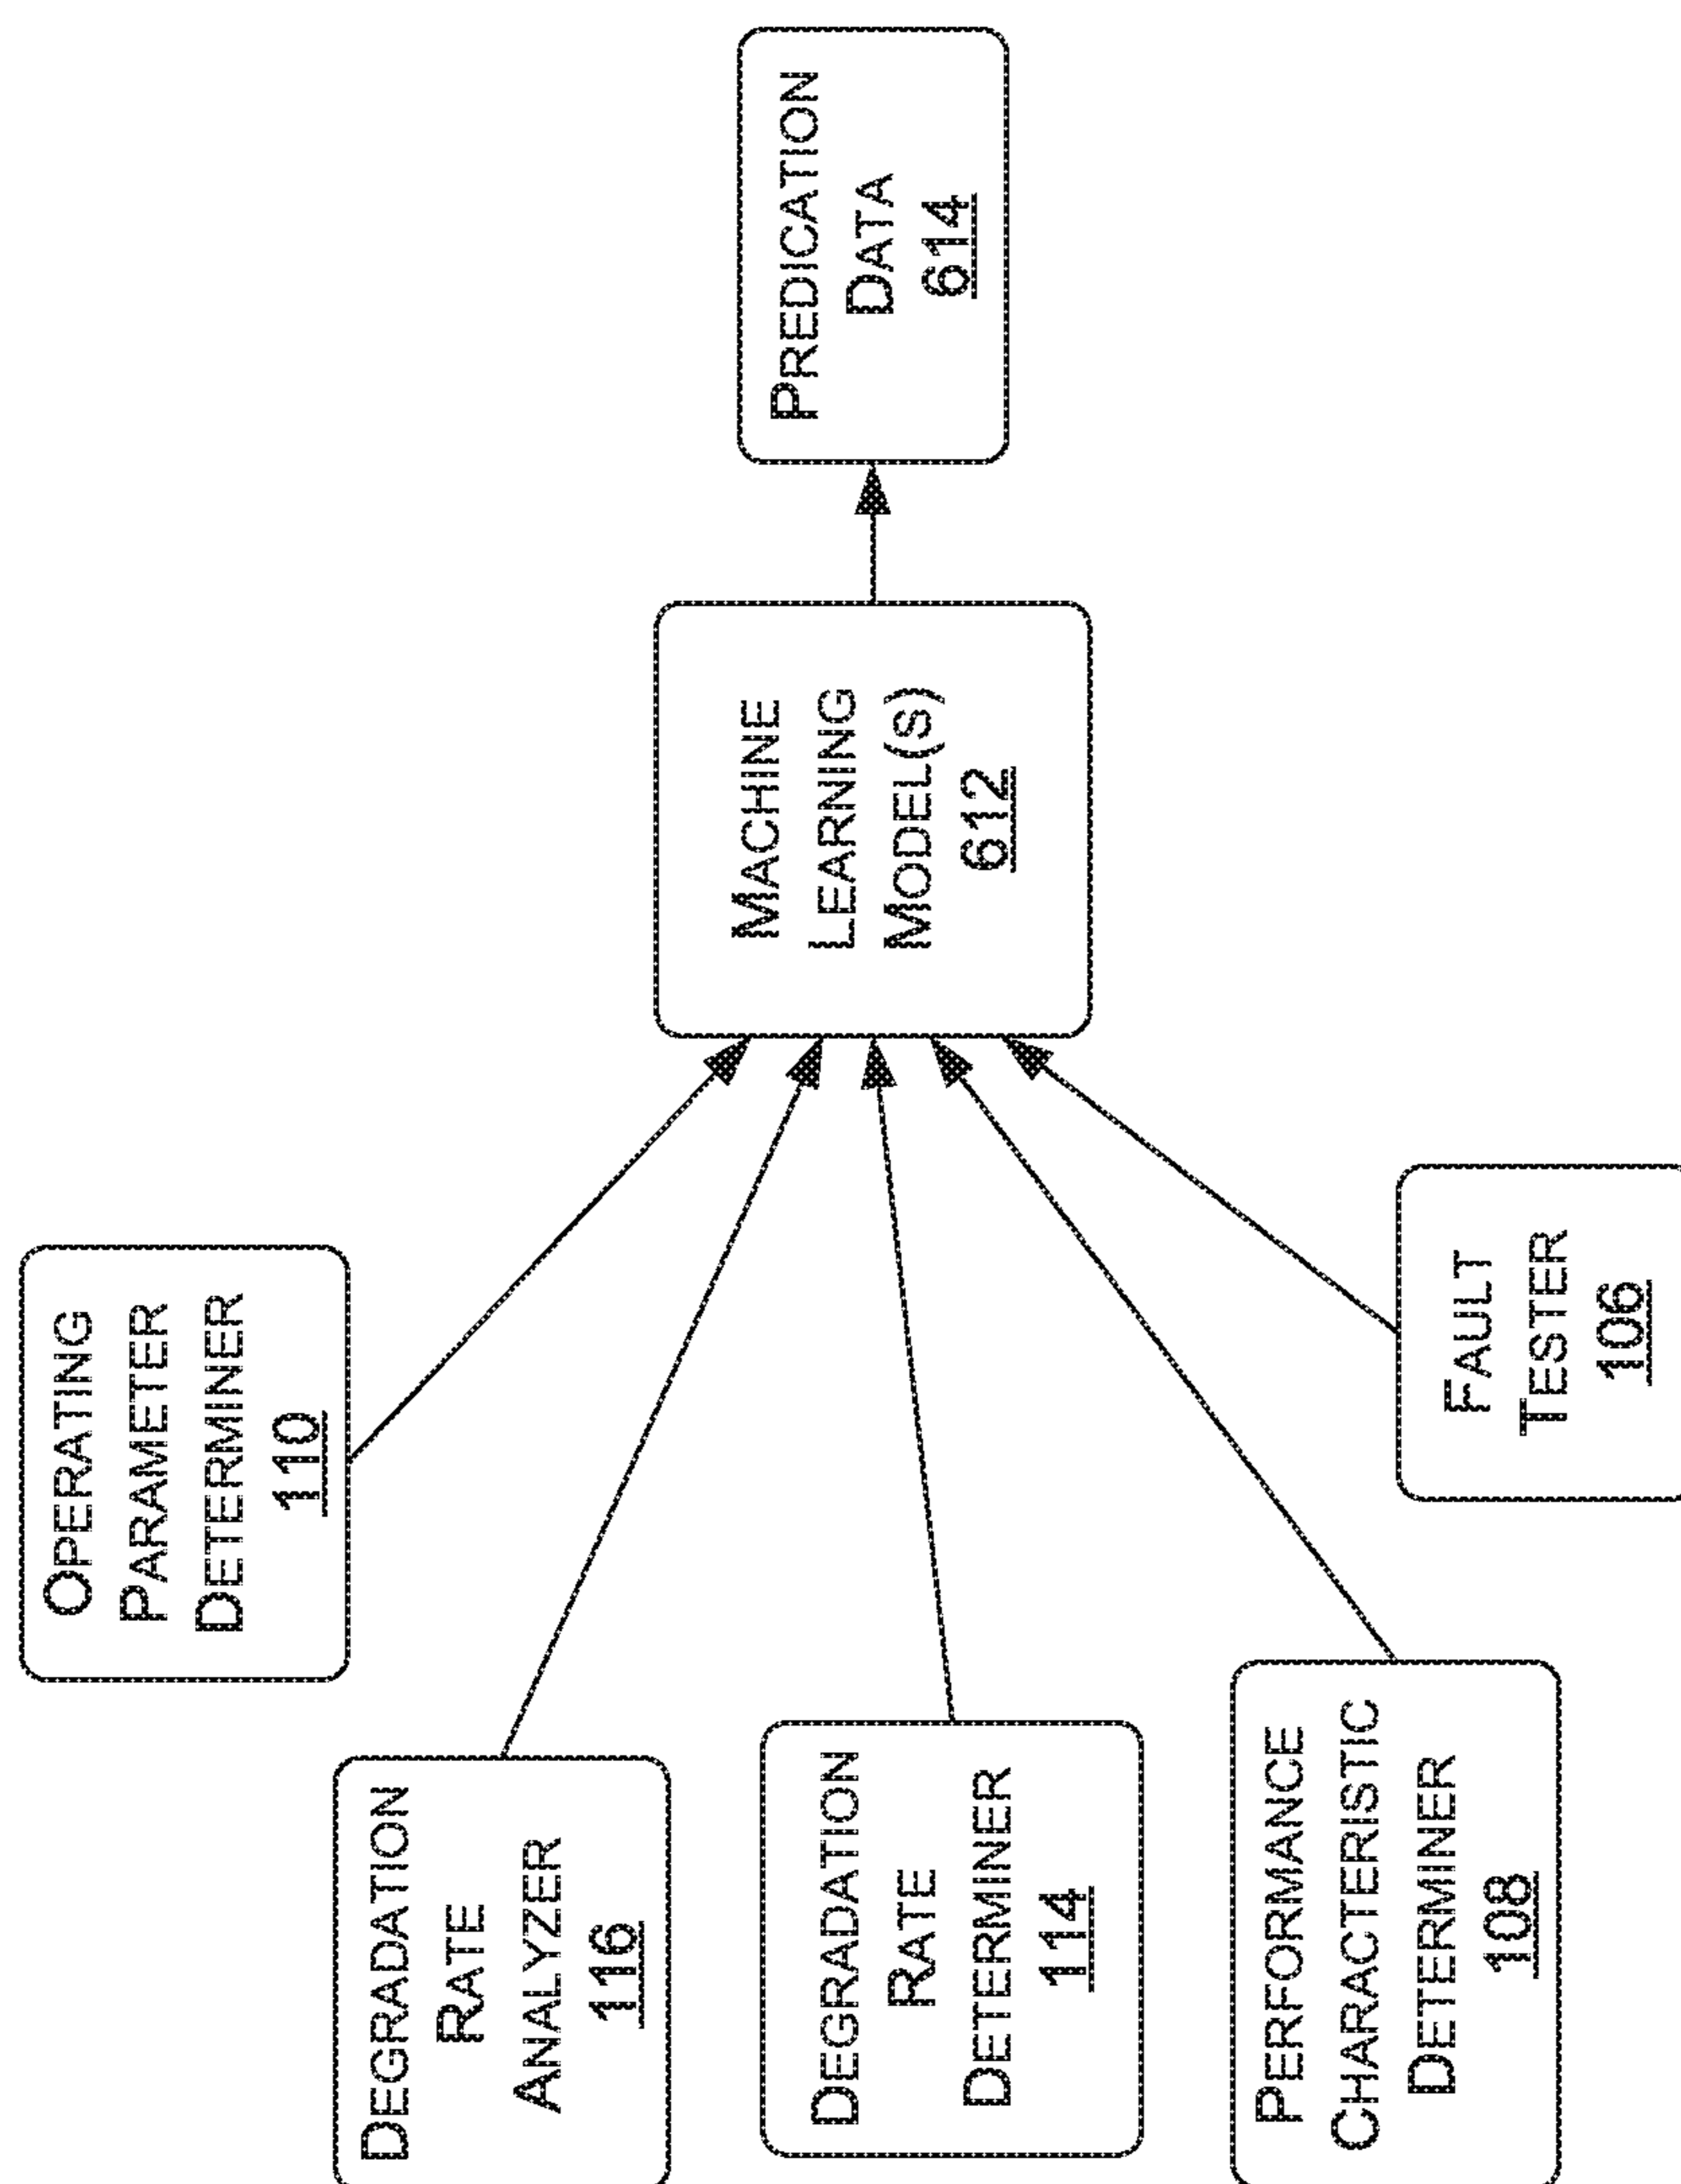 OPERATING
PARAMETER
DETERMINER
110
DEGRADATION
RATE
ANALYZER
116
DEGRADATION
RATE
DETERMINER
114
PERFORMANCE
CHARACTERISTIC
DETERMINER
108
FAULT
TESTER
106
MACHINE
LEARNING
MODEL(S)
612
PREDICATION
DATA
614